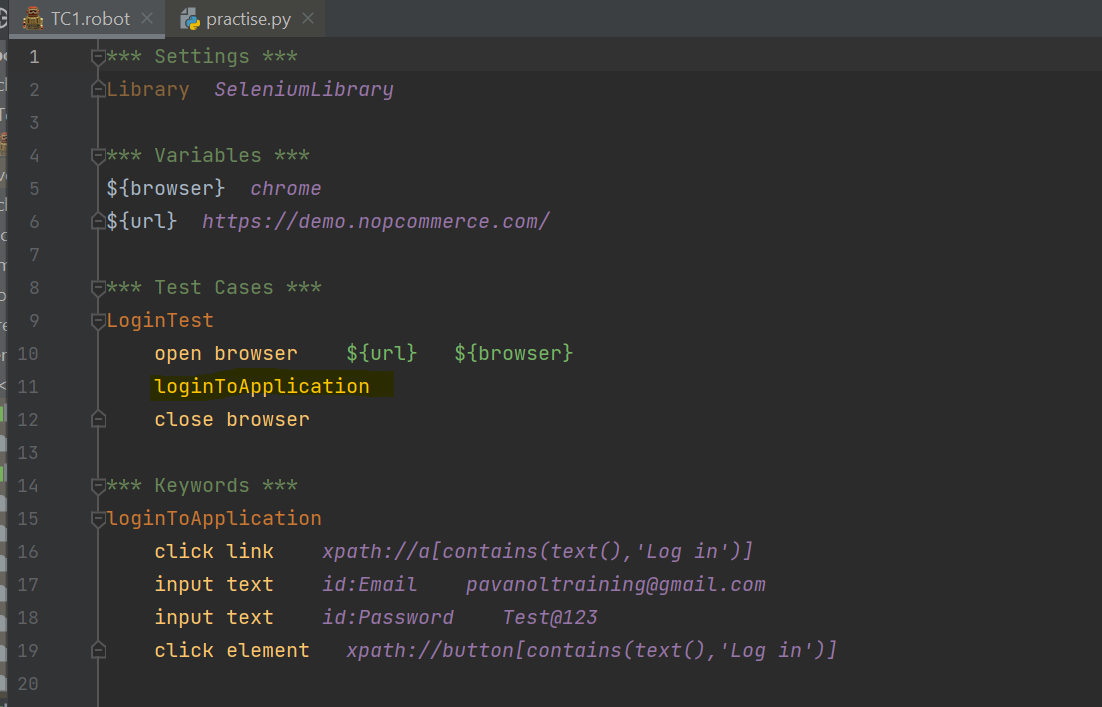 TC1.robot practise.py
1 *** Settings ***
2 Library SeleniumLibrary
3
4 *** Variables ***
5 ${browser} chrome
6 ${url} https://demo.nopcommerce.com/
7
8 *** Test Cases ***
9 LoginTest
10 open browser ${url} ${browser}
11 loginToApplication
12 close browser
13
14 *** Keywords ***
15 loginToApplication
16 click link xpath://a[contains(text(),'Log in')]
17 input text id:Email pavanoltraining@gmail.com
18 input text id:Password Test@123
19 click element xpath://button[contains(text(),'Log in')]
20